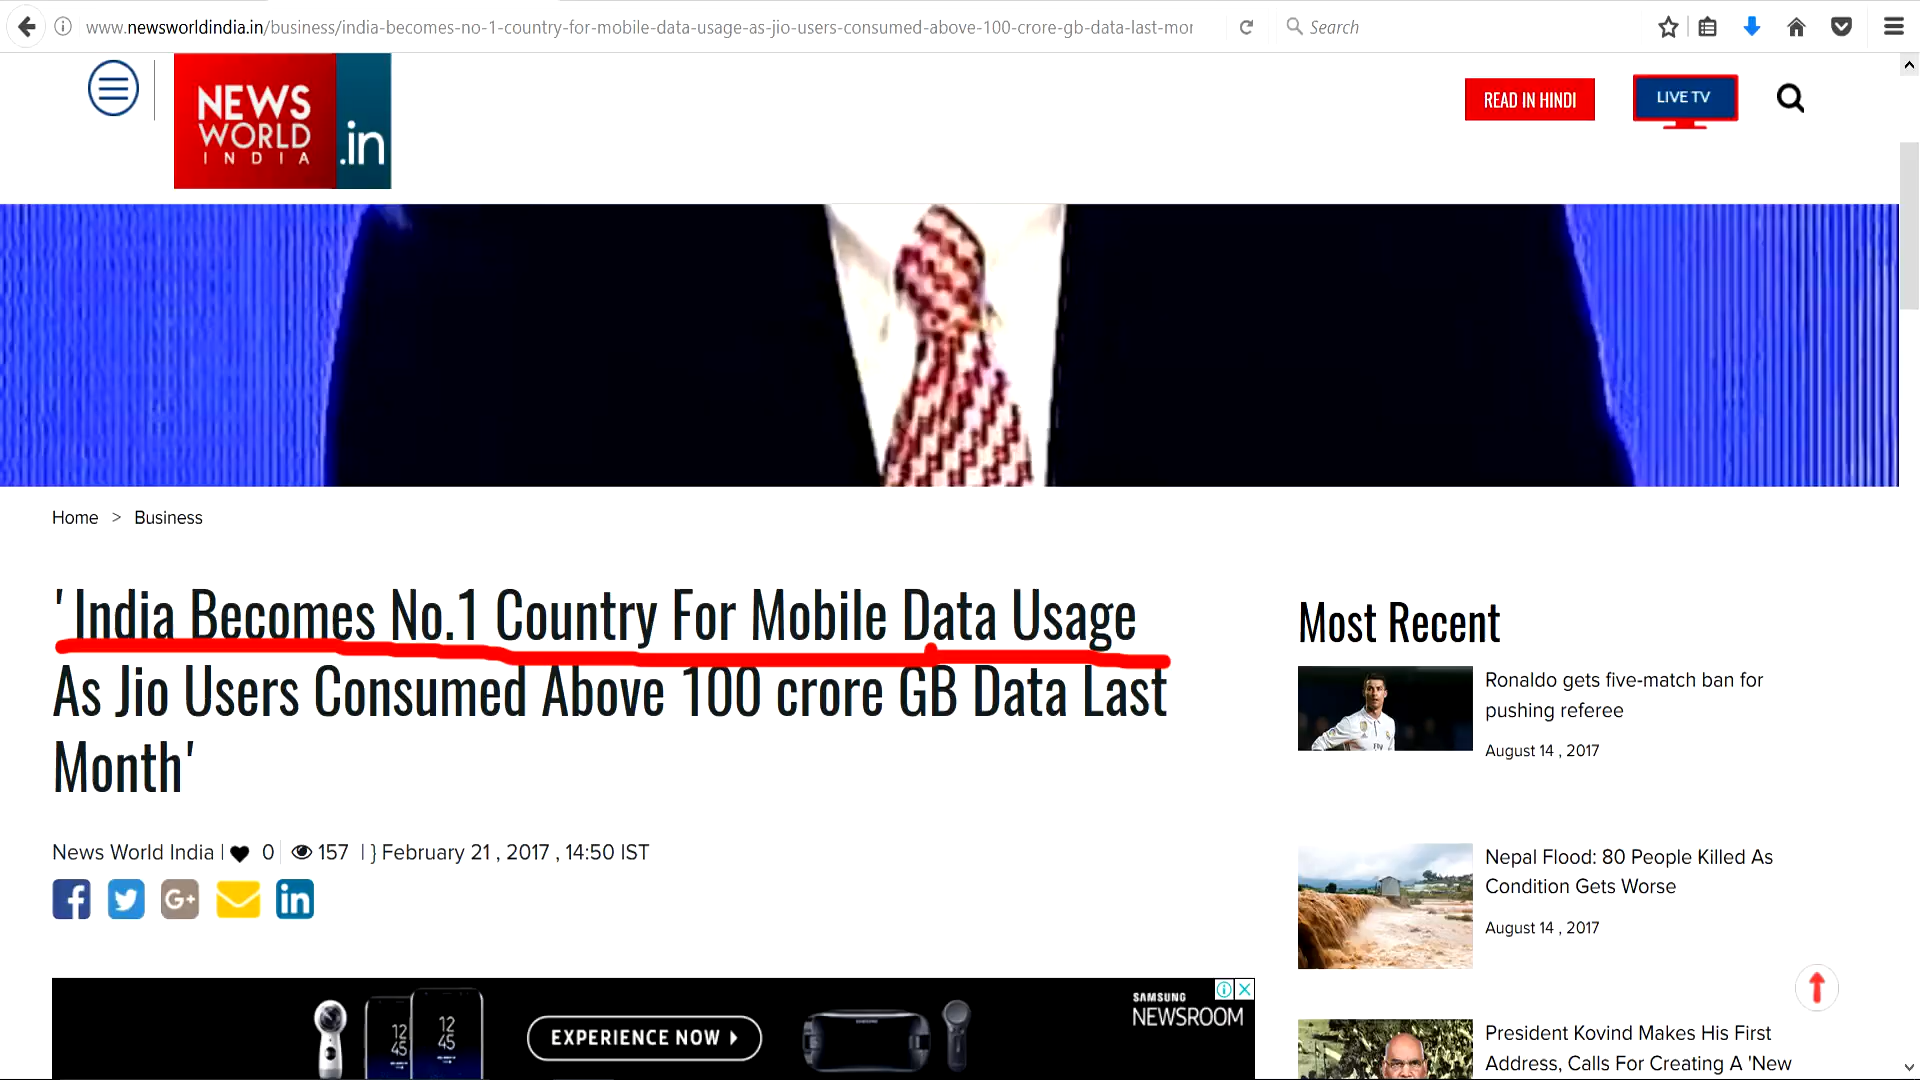 www.newsworldindia.in/business/india-becomes-no-1-country-for-mobile-data-usage-as-jio-users-consumed-above-100-crore-gb-data-last-mor
Search
NEWS
WORLD
INDIA
.in
READ IN HINDI
LIVE TV
Home > Business
'India Becomes No.1 Country For Mobile Data Usage
As Jio Users Consumed Above 100 crore GB Data Last
Month'
News World India | 0 157 | } February 21 , 2017 , 14:50 IST
f
G+
in
12
45
12
45
EXPERIENCE NOW
SAMSUNG
NEWSROOM
Most Recent
Ronaldo gets five-match ban for
pushing referee
August 14 , 2017
Nepal Flood: 80 People Killed As
Condition Gets Worse
August 14 , 2017
President Kovind Makes His First
Address, Calls For Creating A 'New